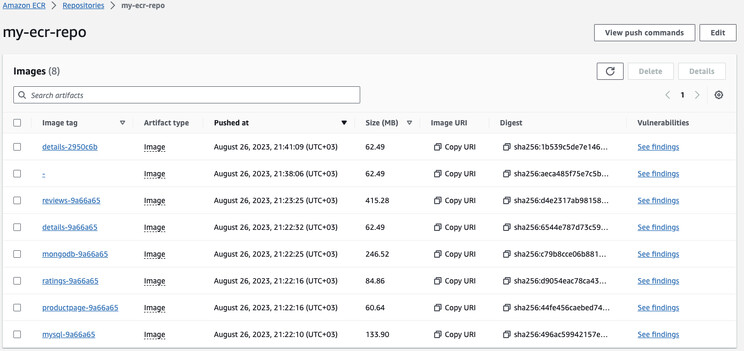 Amazon ECR > Repositories > my-ecr-repo
my-ecr-repo
View push commands Edit
Images (8)
Delete Details
Search artifacts
1
Image tag Artifact type Pushed at Size (MB) Image URI Digest Vulnerabilities
details-2950c6b Image August 26, 2023, 21:41:09 (UTC+03) 62.49 Copy URI sha256:1b539c5de7e146... See findings
- Image August 26, 2023, 21:38:06 (UTC+03) 62.49 Copy URI sha256:aeca485f75e7c5b... See findings
reviews-9a66a65 Image August 26, 2023, 21:23:25 (UTC+03) 415.28 Copy URI sha256:d4e2317ab98158... See findings
details-9a66a65 Image August 26, 2023, 21:22:32 (UTC+03) 62.49 Copy URI sha256:6544e787d73c59... See findings
mongodb-9a66a65 Image August 26, 2023, 21:22:25 (UTC+03) 246.52 Copy URI sha256:c79b8cce06b881... See findings
ratings-9a66a65 Image August 26, 2023, 21:22:16 (UTC+03) 84.86 Copy URI sha256:d9054eac78ca43... See findings
productpage-9a66a65 Image August 26, 2023, 21:22:16 (UTC+03) 60.64 Copy URI sha256:44fe456caebed74... See findings
mysql-9a66a65 Image August 26, 2023, 21:22:10 (UTC+03) 133.90 Copy URI sha256:496ac59942157e... See findings